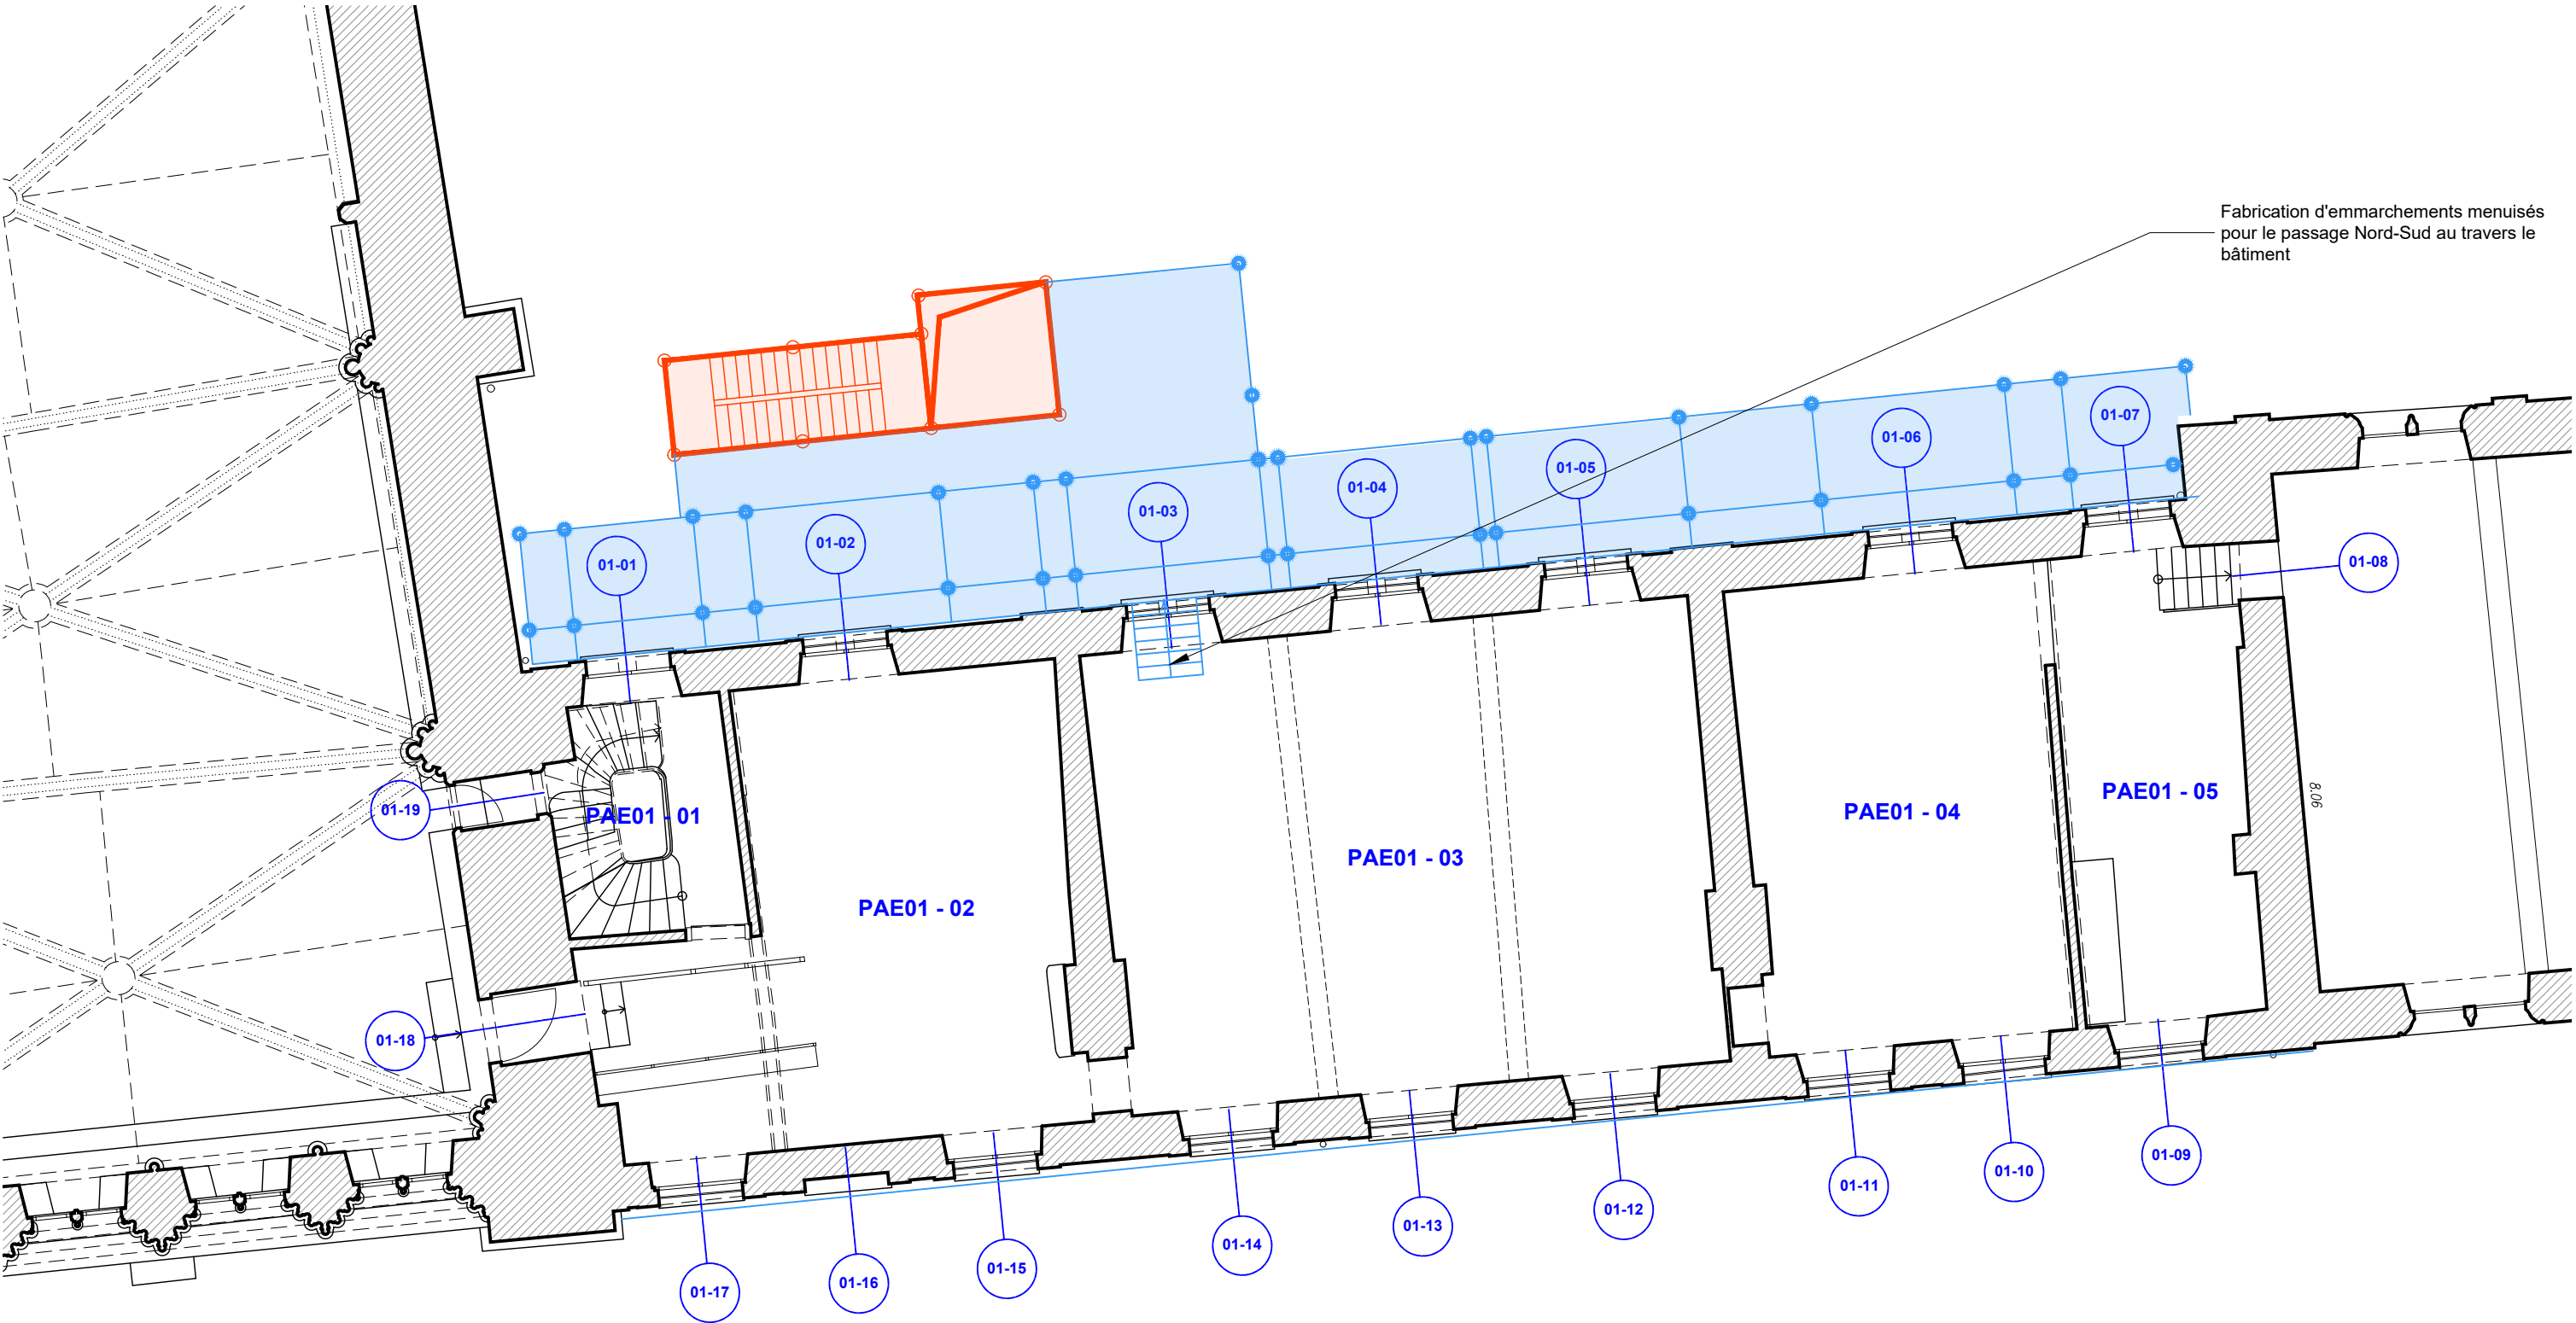 Fabrication d'emmarchements menuisés
pour le passage Nord-Sud au travers le
bâtiment
01-07
01-06
01-05
01-04
01-03
01-02
01-01
01-08
PAE01 - 05
8.06
01-19
PAE01 - 01
PAE01 - 04
PAE01 - 03
PAE01 - 02
01-18
01-09
01-10
01-11
01-12
01-13
01-14
01-15
01-16
01-17